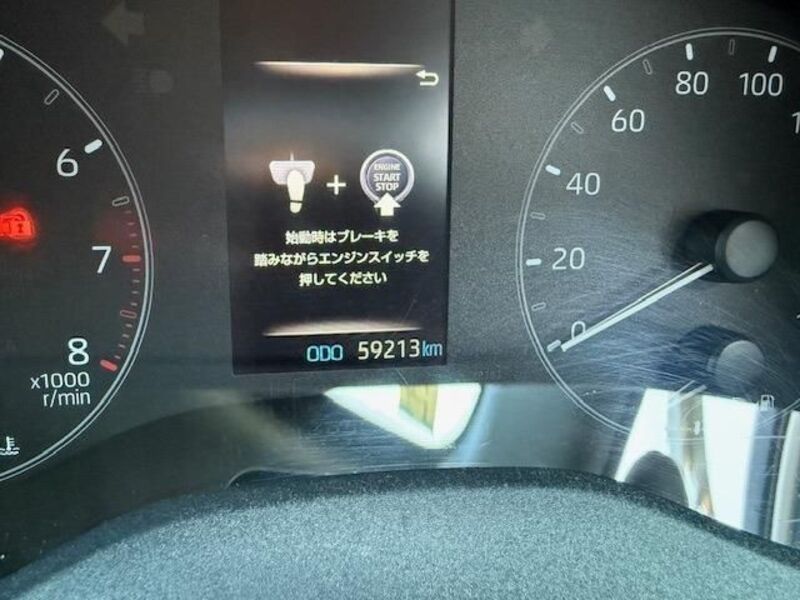 6
7
8
x1000
r/min
ENGINE
START
STOP
+
始動時はブレーキを
踏みながらエンジンスイッチを
押してください
ODO 59213km
0
20
40
60
80
100